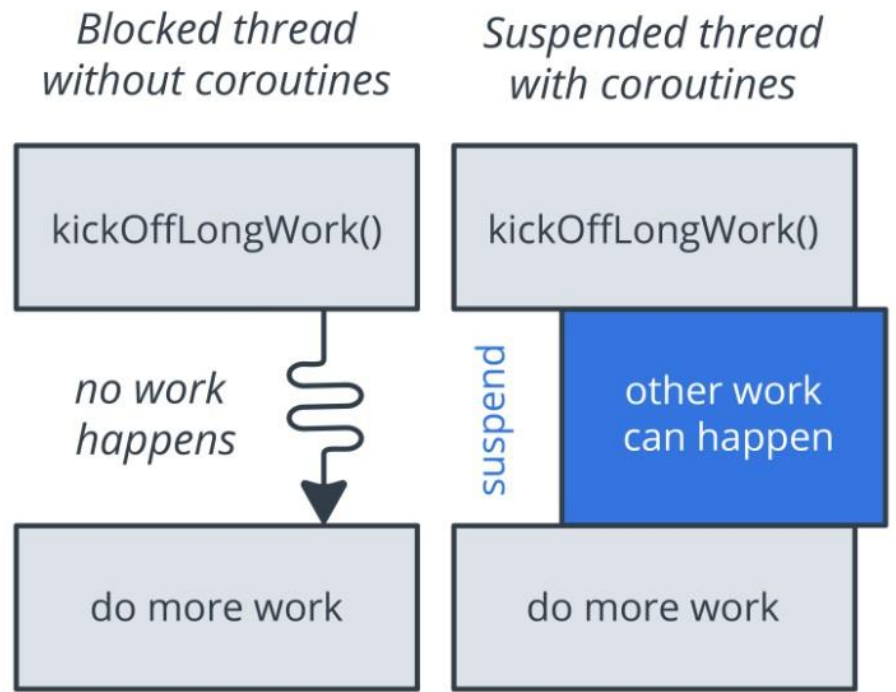 Blocked thread
without coroutines
kickOffLongWork()
no work
happens
do more work
Suspended thread
with coroutines
kickOffLongWork()
suspend
other work
can happen
do more work